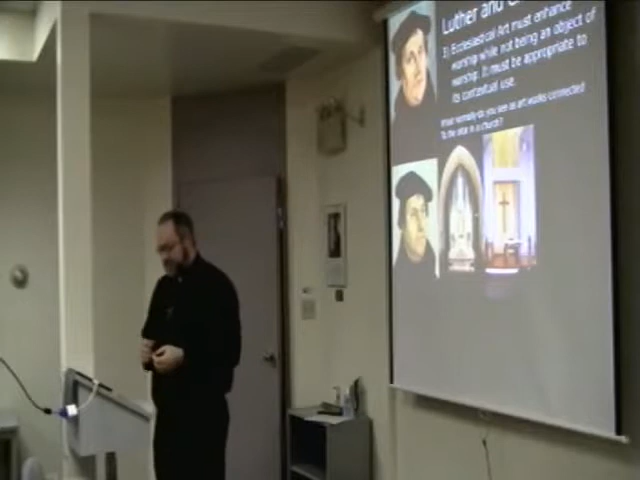 Luther and
3) Ecclesiastical Art must enhance
worship while not being an object of
worship. It must be appropriate to
its contextual use.
What normally do you see as art works connected
To the altar in a church?